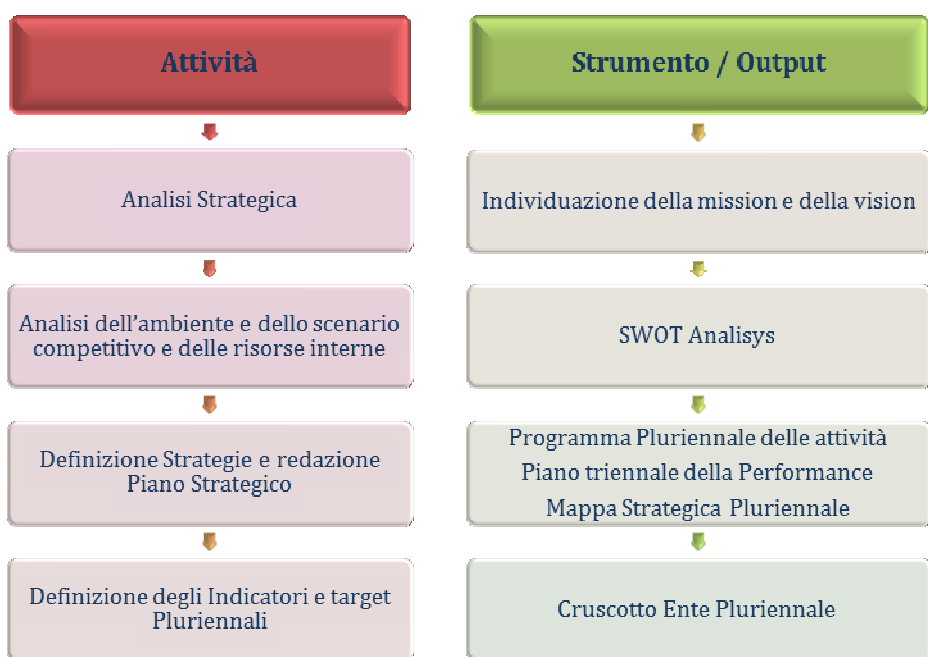 Attività
Strumento / Output
Analisi Strategica
Individuazione della mission e della vision
Analisi dell'ambiente e dello scenario
competitivo e delle risorse interne
SWOT Analisys
Definizione Strategie e redazione
Piano Strategico
Programma Pluriennale delle attività
Piano triennale della Performance
Mappa Strategica Pluriennale
Definizione degli Indicatori e target
Pluriennali
Cruscotto Ente Pluriennale